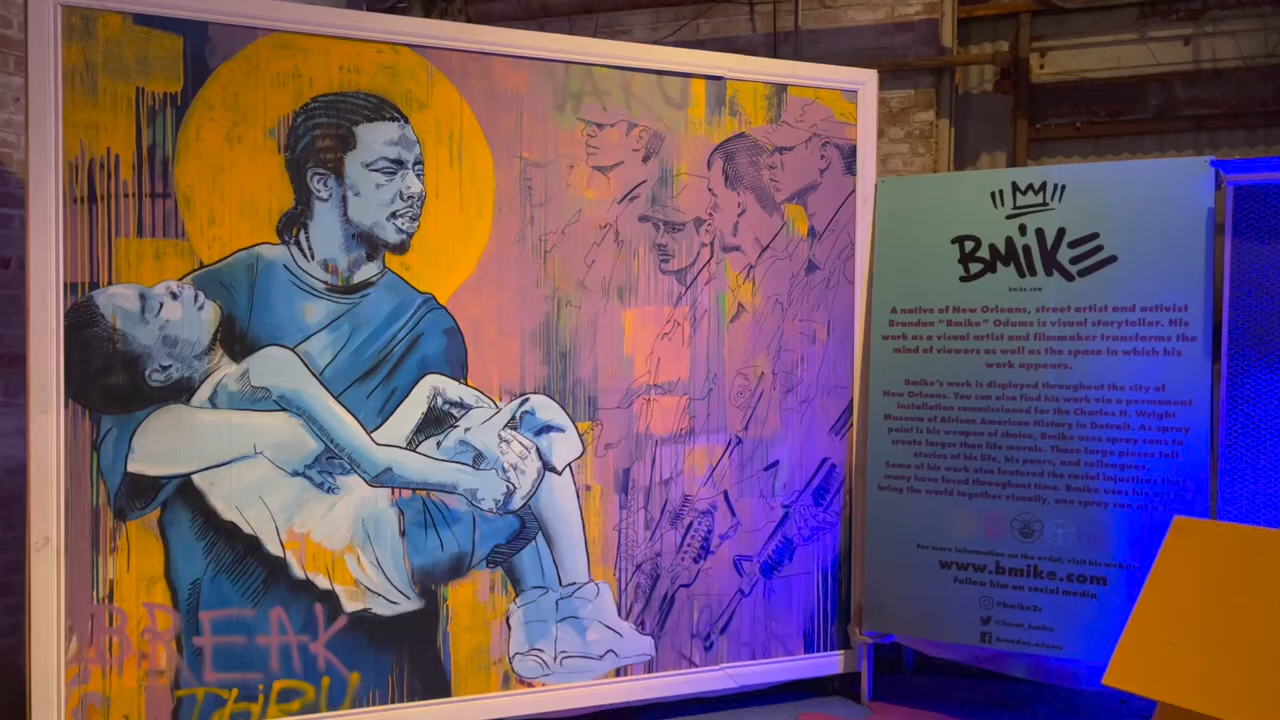 BREAK
THRU
BMIKE
bmike.com
A native of New Orleans, street artist and activist
Brandan "Bmike" Odums is visual storyteller. His
work as a visual artist and filmmaker transforms the
mind of viewers as well as the space in which his
work appears.
Bmike's work is displayed throughout the city of
New Orleans. You can also find his work via a permanent
installation commissioned for the Charles H. Wright
Museum of African American History in Detroit. As spray
paint is his weapon of choice, Bmike uses spray cans to
create larger than life murals. These large pieces tell
stories of his life, his peers, and colleagues.
Some of his work also featured the racial injustices that
many have faced throughout time. Bmike uses his art to
bring the world together visually, one spray can at a time
For more information on the artist, visit his website
www.bmike.com
Follow him on social media
@bmike2c
@2cent_bmike
brandan.odums